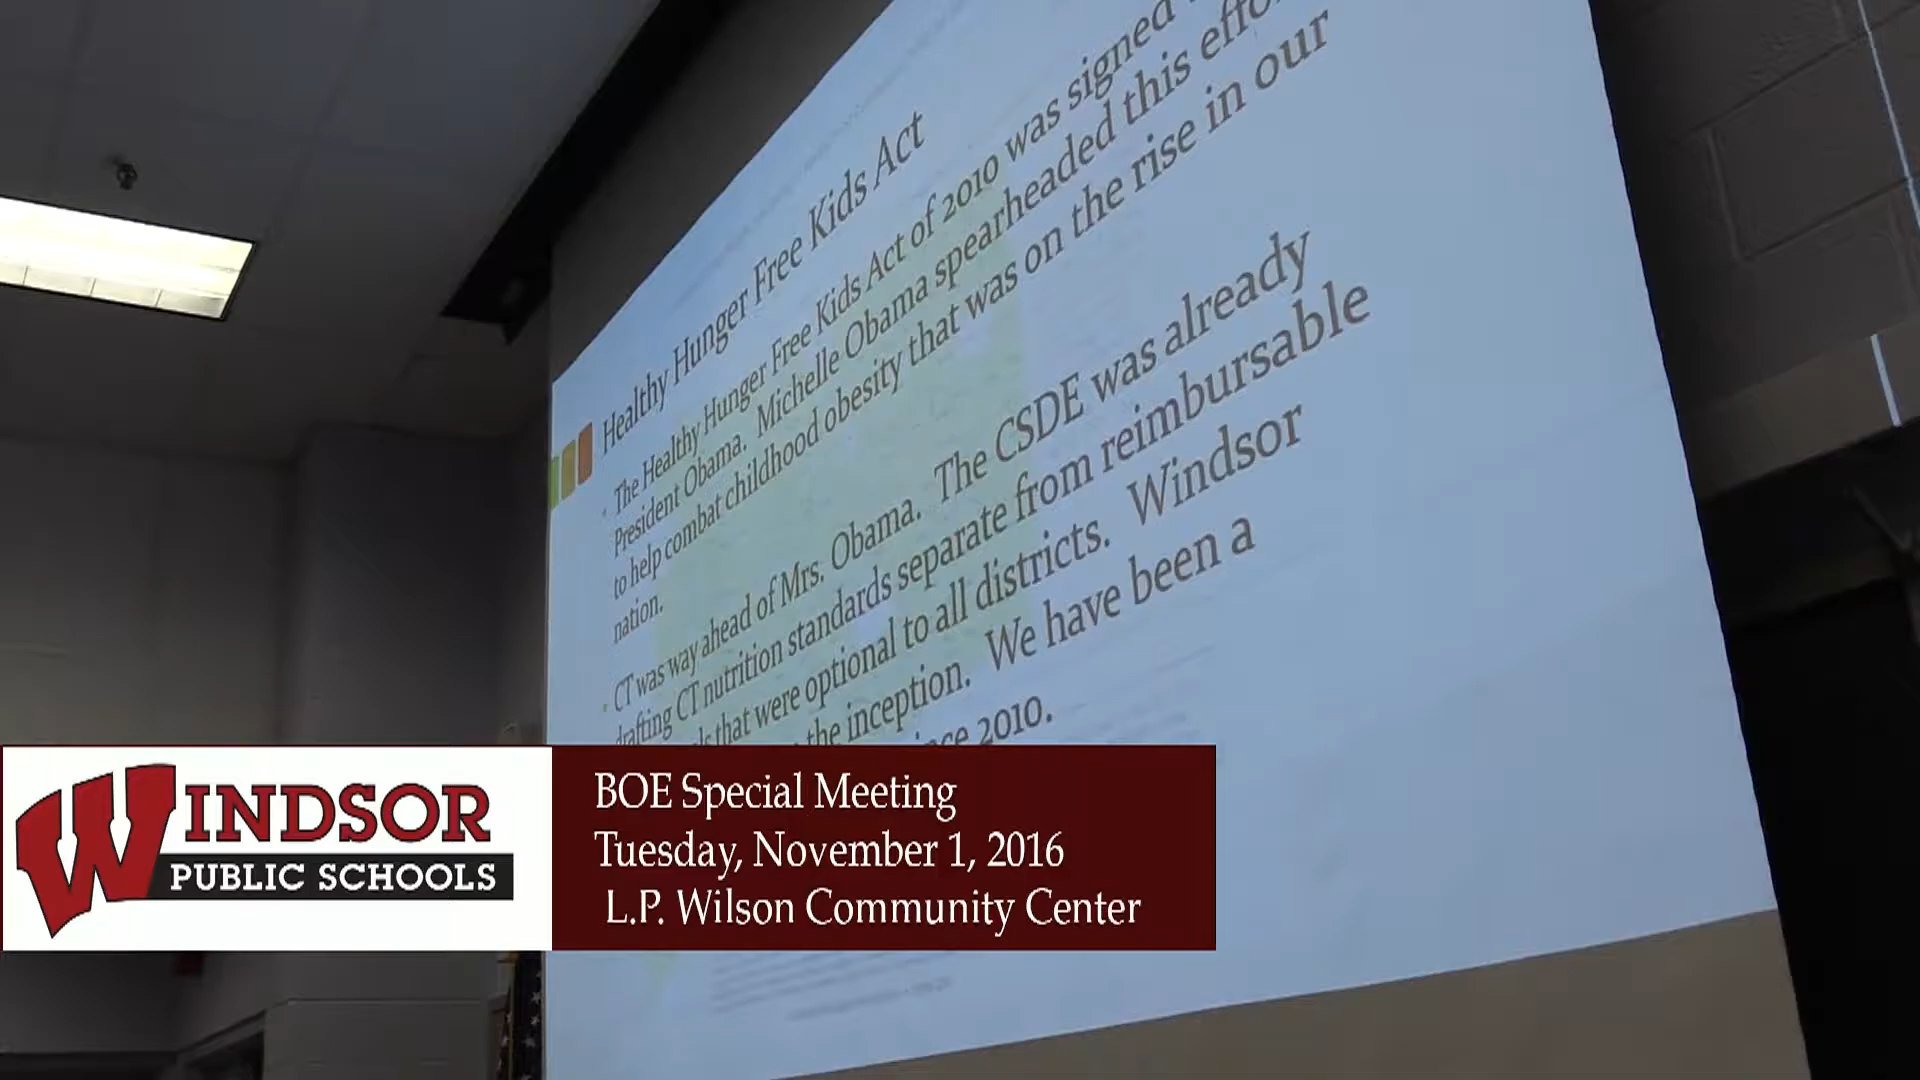 Healthy Hunger Free Kids Act
The Healthy Hunger Free Kids Act of 2010 was signed
President Obama. Michelle Obama spearheaded this
to help combat childhood obesity that was on the rise in our
nation.
CT was way ahead of Mrs. Obama. The CSDE was already
drafting CT nutrition standards separate from reimbursable
that were optional to all districts. Windsor
the inception. We have been a
2010.
WINDSOR
PUBLIC SCHOOLS
BOE Special Meeting
Tuesday, November 1, 2016
L.P. Wilson Community Center